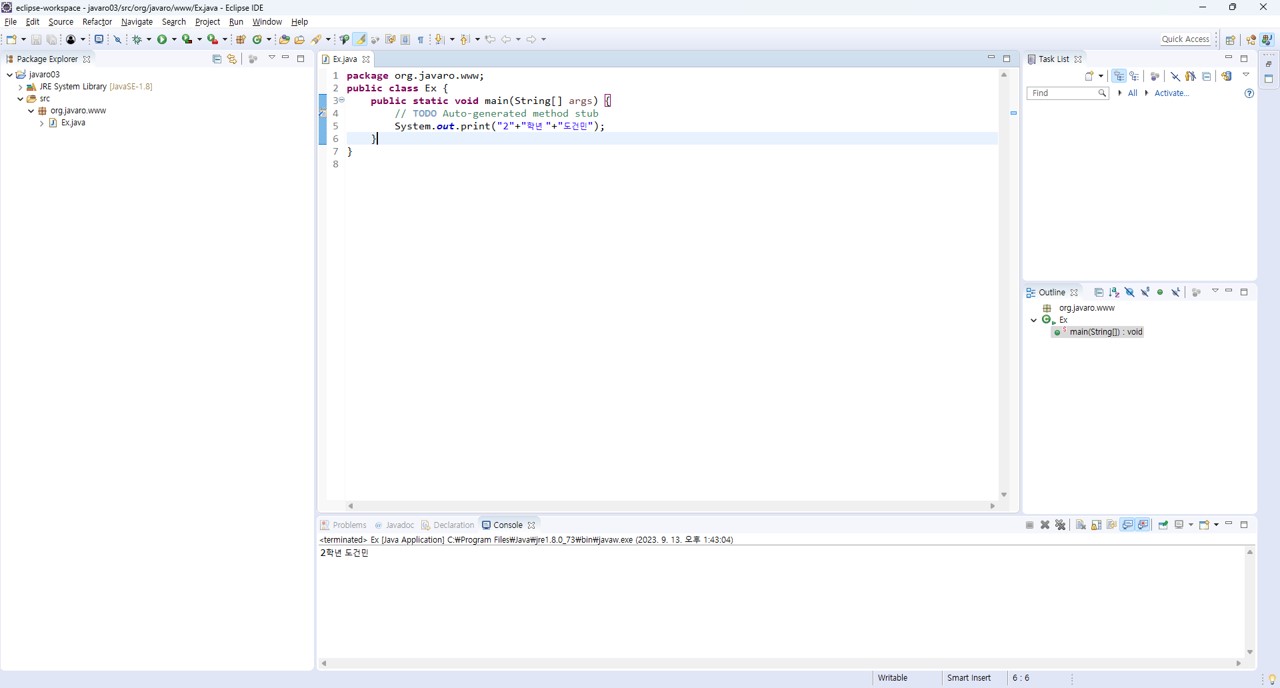 eclipse-workspace - javaro03/src/org/javaro/www/Ex.java - Eclipse IDE
File Edit Source Refactor Navigate Search Project Run Window Help
Quick Access
Package Explorer
javaro03
JRE System Library [JavaSE-1.8]
src
org.javaro.www
Ex.java
Ex.java
1 package org.javaro.www;
2 public class Ex {
3 public static void main(String[] args) {
4 // TODO Auto-generated method stub
5 System.out.print("2"+"학년 "+"도건민");
6 }
7 }
8
Task List
Find All Activate...
Outline
org.javaro.www
Ex
main(String[]) : void
Problems Javadoc Declaration Console
<terminated> Ex [Java Application] C:₩Program Files₩Java₩jre1.8.0_73₩bin₩javaw.exe (2023. 9. 13. 오후 1:43:04)
2학년 도건민
Writable Smart Insert 6 : 6